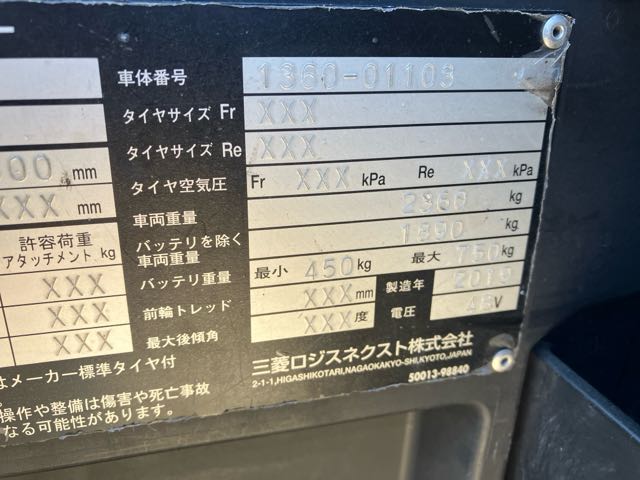 車体番号 1360-01103
タイヤサイズ Fr XXX
タイヤサイズ Re XXX
タイヤ空気圧 Fr XXX kPa Re XXX kPa
車両重量 2360 kg
バッテリを除く
車両重量 1890 kg
バッテリ重量 最小 450kg 最大 750kg
前輪トレッド XXXmm 製造年 2019
最大後傾角 XXX度 電圧 48V
00 mm
XXX mm
許容荷重
アタッチメント kg
XXX
XXX
XXX
はメーカー標準タイヤ付
操作や整備は傷害や死亡事故
なる可能性があります。
三菱ロジスネクスト株式会社
2-1-1,HIGASHIKOTARI,NAGAOKAKYO-SHI,KYOTO,JAPAN
50013-98840